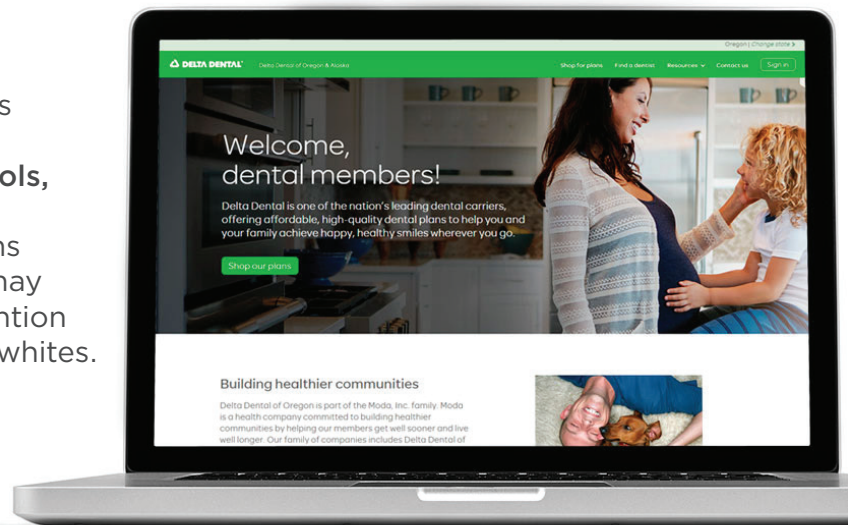 s
ols,
ns
may
ntion
whites.
Oregon | Change state >
DELTA DENTAL
Delta Dental of Oregon & Alaska
Shop for plans Find a dentist Resources Contact us Sign in
Welcome,
dental members!
Delta Dental is one of the nation's leading dental carriers,
offering affordable, high-quality dental plans to help you and
your family achieve happy, healthy smiles wherever you go.
Shop our plans
Building healthier communities
Delta Dental of Oregon is part of the Moda, Inc. family. Moda
is a health company committed to building healthier
communities by helping our members get well sooner and live
well longer. Our family of companies includes Delta Dental of